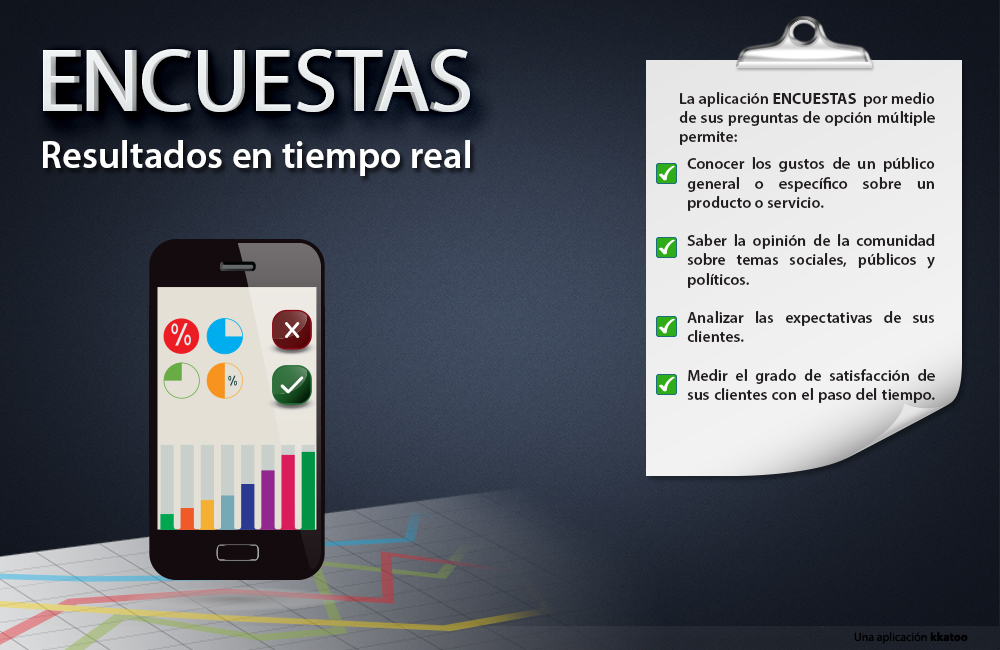 ENCUESTAS
Resultados en tiempo real
La aplicación ENCUESTAS por medio
de sus preguntas de opción múltiple
permite:
Conocer los gustos de un público
general o específico sobre un
producto o servicio.
Saber la opinión de la comunidad
sobre temas sociales, públicos y
políticos.
Analizar las expectativas de sus
clientes.
Medir el grado de satisfacción de
sus clientes con el paso del tiempo.
%
%
Una aplicación kkatoo